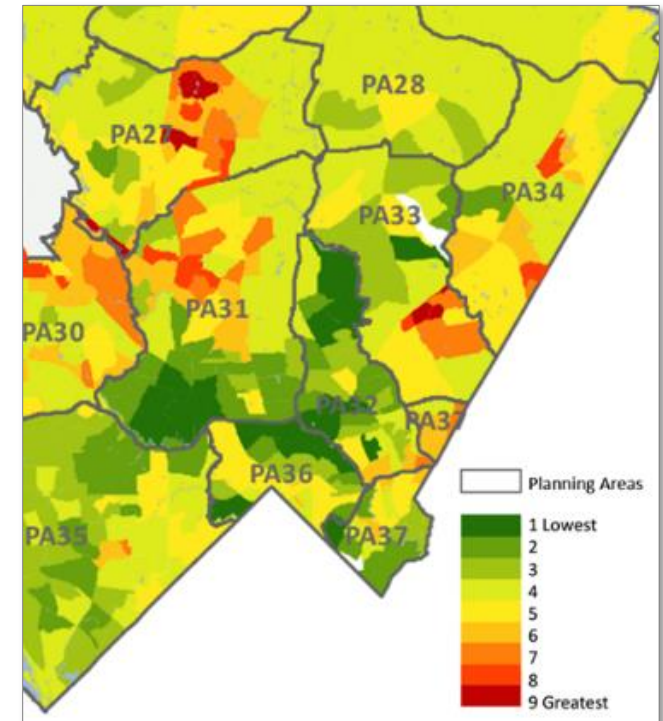 PA28
PA27
PA34
PA33
PA31
PA30
PA32
PA37
PA36
PA35
PA37
Planning Areas
1 Lowest
2
3
4
5
6
7
8
9 Greatest